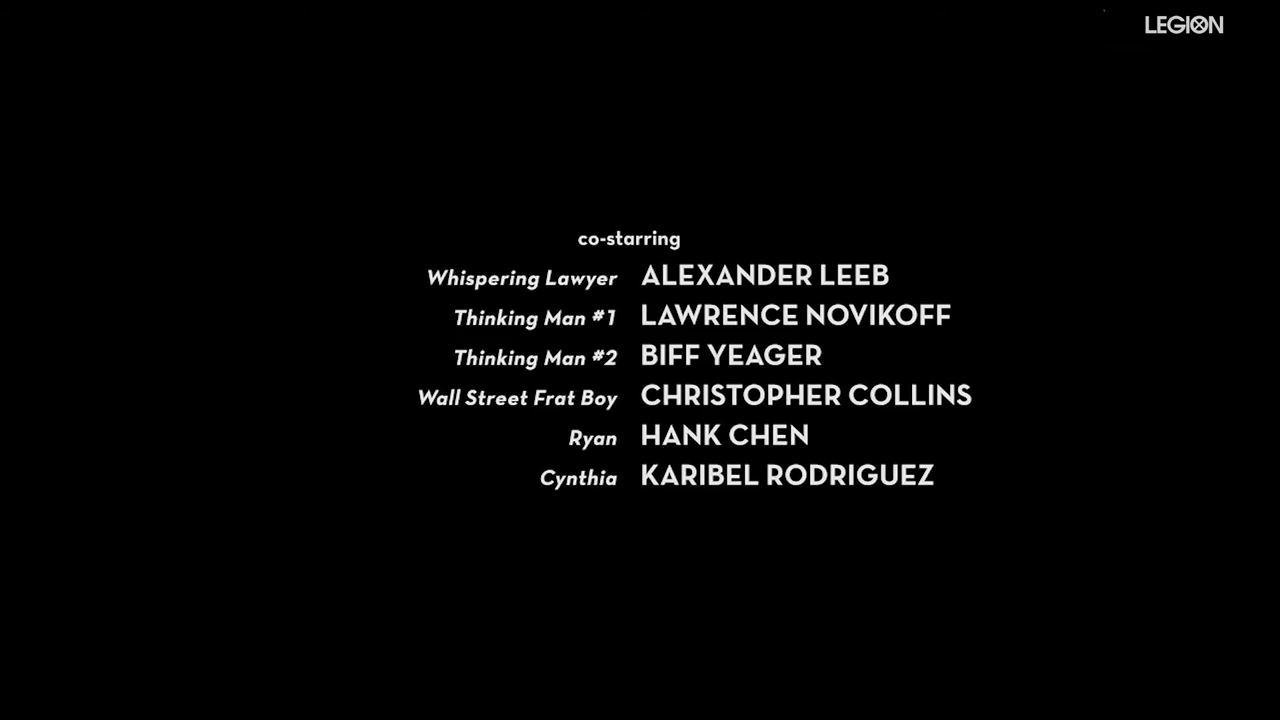 LEGION
co-starring
Whispering Lawyer ALEXANDER LEEB
Thinking Man #1 LAWRENCE NOVIKOFF
Thinking Man #2 BIFF YEAGER
Wall Street Frat Boy CHRISTOPHER COLLINS
Ryan HANK CHEN
Cynthia KARIBEL RODRIGUEZ